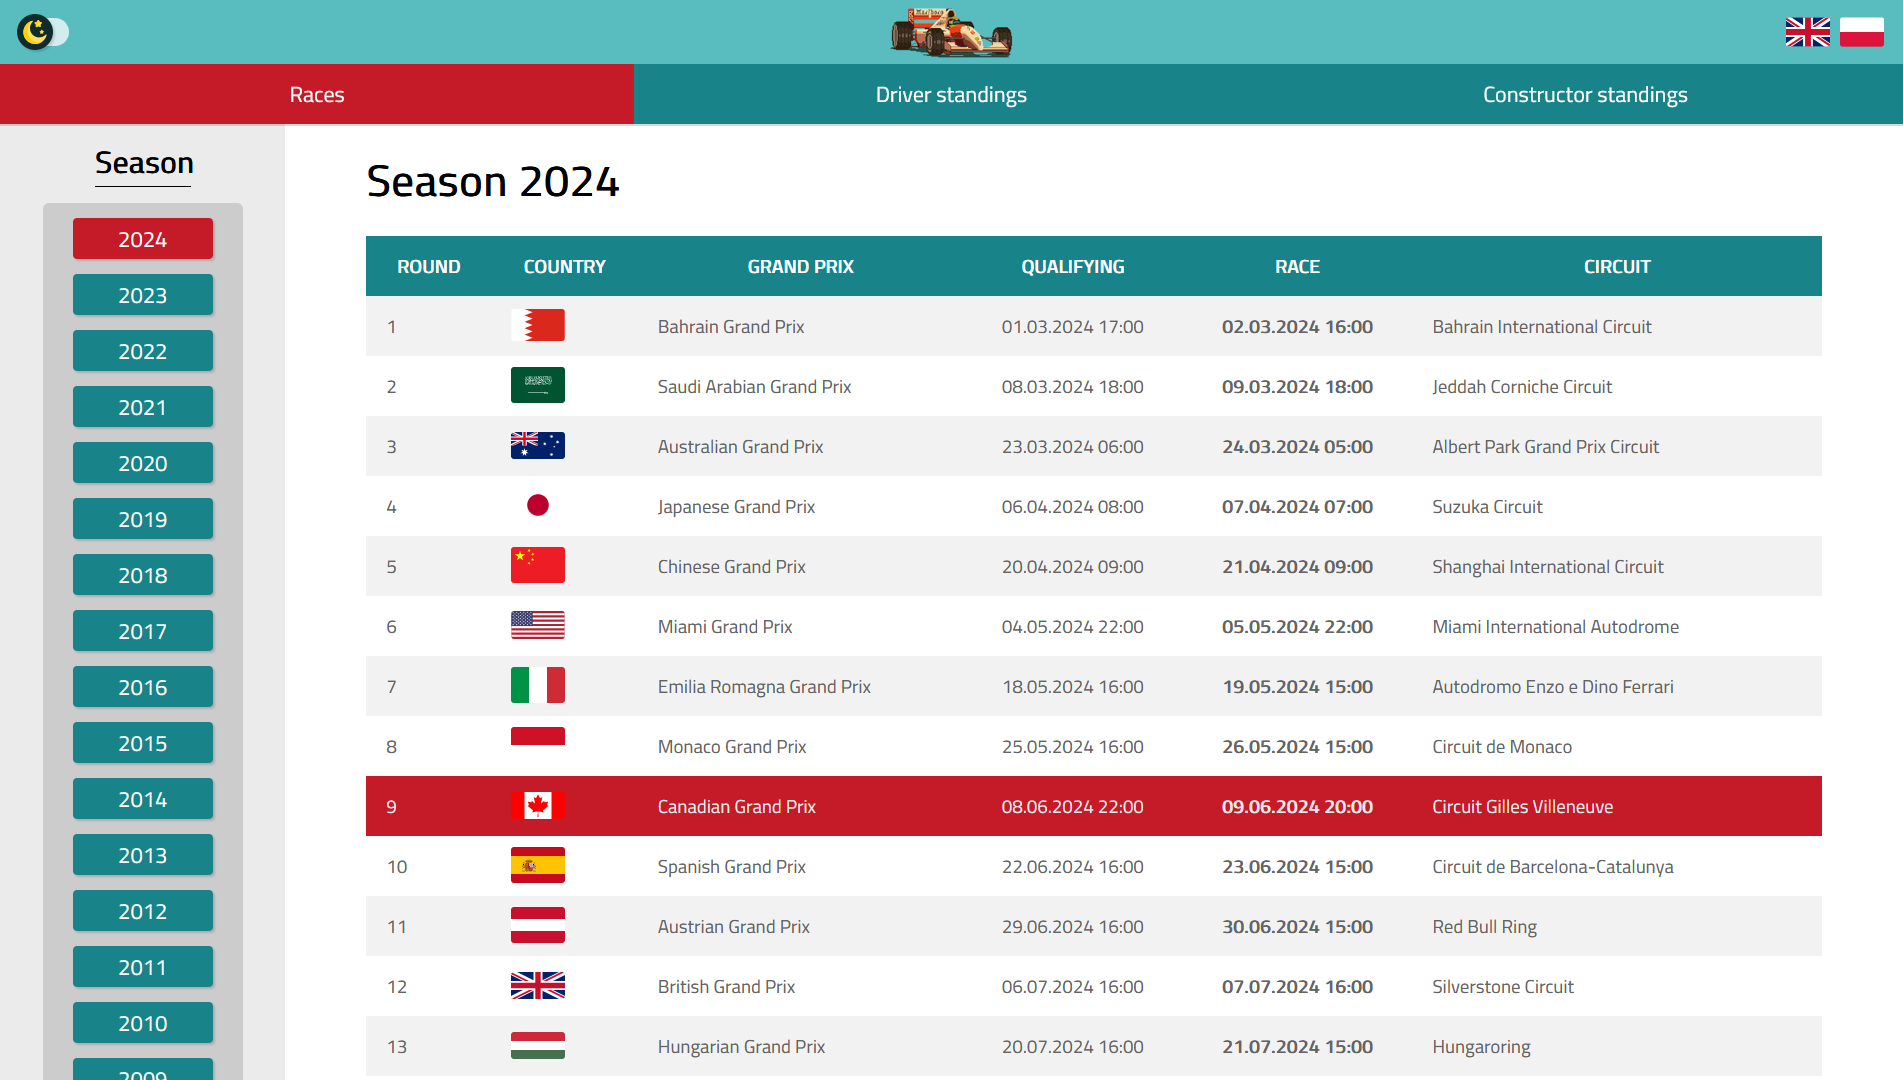 Races Driver standings Constructor standings
Season
2024
2023
2022
2021
2020
2019
2018
2017
2016
2015
2014
2013
2012
2011
2010
2009
Season 2024
ROUND COUNTRY GRAND PRIX QUALIFYING RACE CIRCUIT
1 Bahrain Grand Prix 01.03.2024 17:00 02.03.2024 16:00 Bahrain International Circuit
2 Saudi Arabian Grand Prix 08.03.2024 18:00 09.03.2024 18:00 Jeddah Corniche Circuit
3 Australian Grand Prix 23.03.2024 06:00 24.03.2024 05:00 Albert Park Grand Prix Circuit
4 Japanese Grand Prix 06.04.2024 08:00 07.04.2024 07:00 Suzuka Circuit
5 Chinese Grand Prix 20.04.2024 09:00 21.04.2024 09:00 Shanghai International Circuit
6 Miami Grand Prix 04.05.2024 22:00 05.05.2024 22:00 Miami International Autodrome
7 Emilia Romagna Grand Prix 18.05.2024 16:00 19.05.2024 15:00 Autodromo Enzo e Dino Ferrari
8 Monaco Grand Prix 25.05.2024 16:00 26.05.2024 15:00 Circuit de Monaco
9 Canadian Grand Prix 08.06.2024 22:00 09.06.2024 20:00 Circuit Gilles Villeneuve
10 Spanish Grand Prix 22.06.2024 16:00 23.06.2024 15:00 Circuit de Barcelona-Catalunya
11 Austrian Grand Prix 29.06.2024 16:00 30.06.2024 15:00 Red Bull Ring
12 British Grand Prix 06.07.2024 16:00 07.07.2024 16:00 Silverstone Circuit
13 Hungarian Grand Prix 20.07.2024 16:00 21.07.2024 15:00 Hungaroring